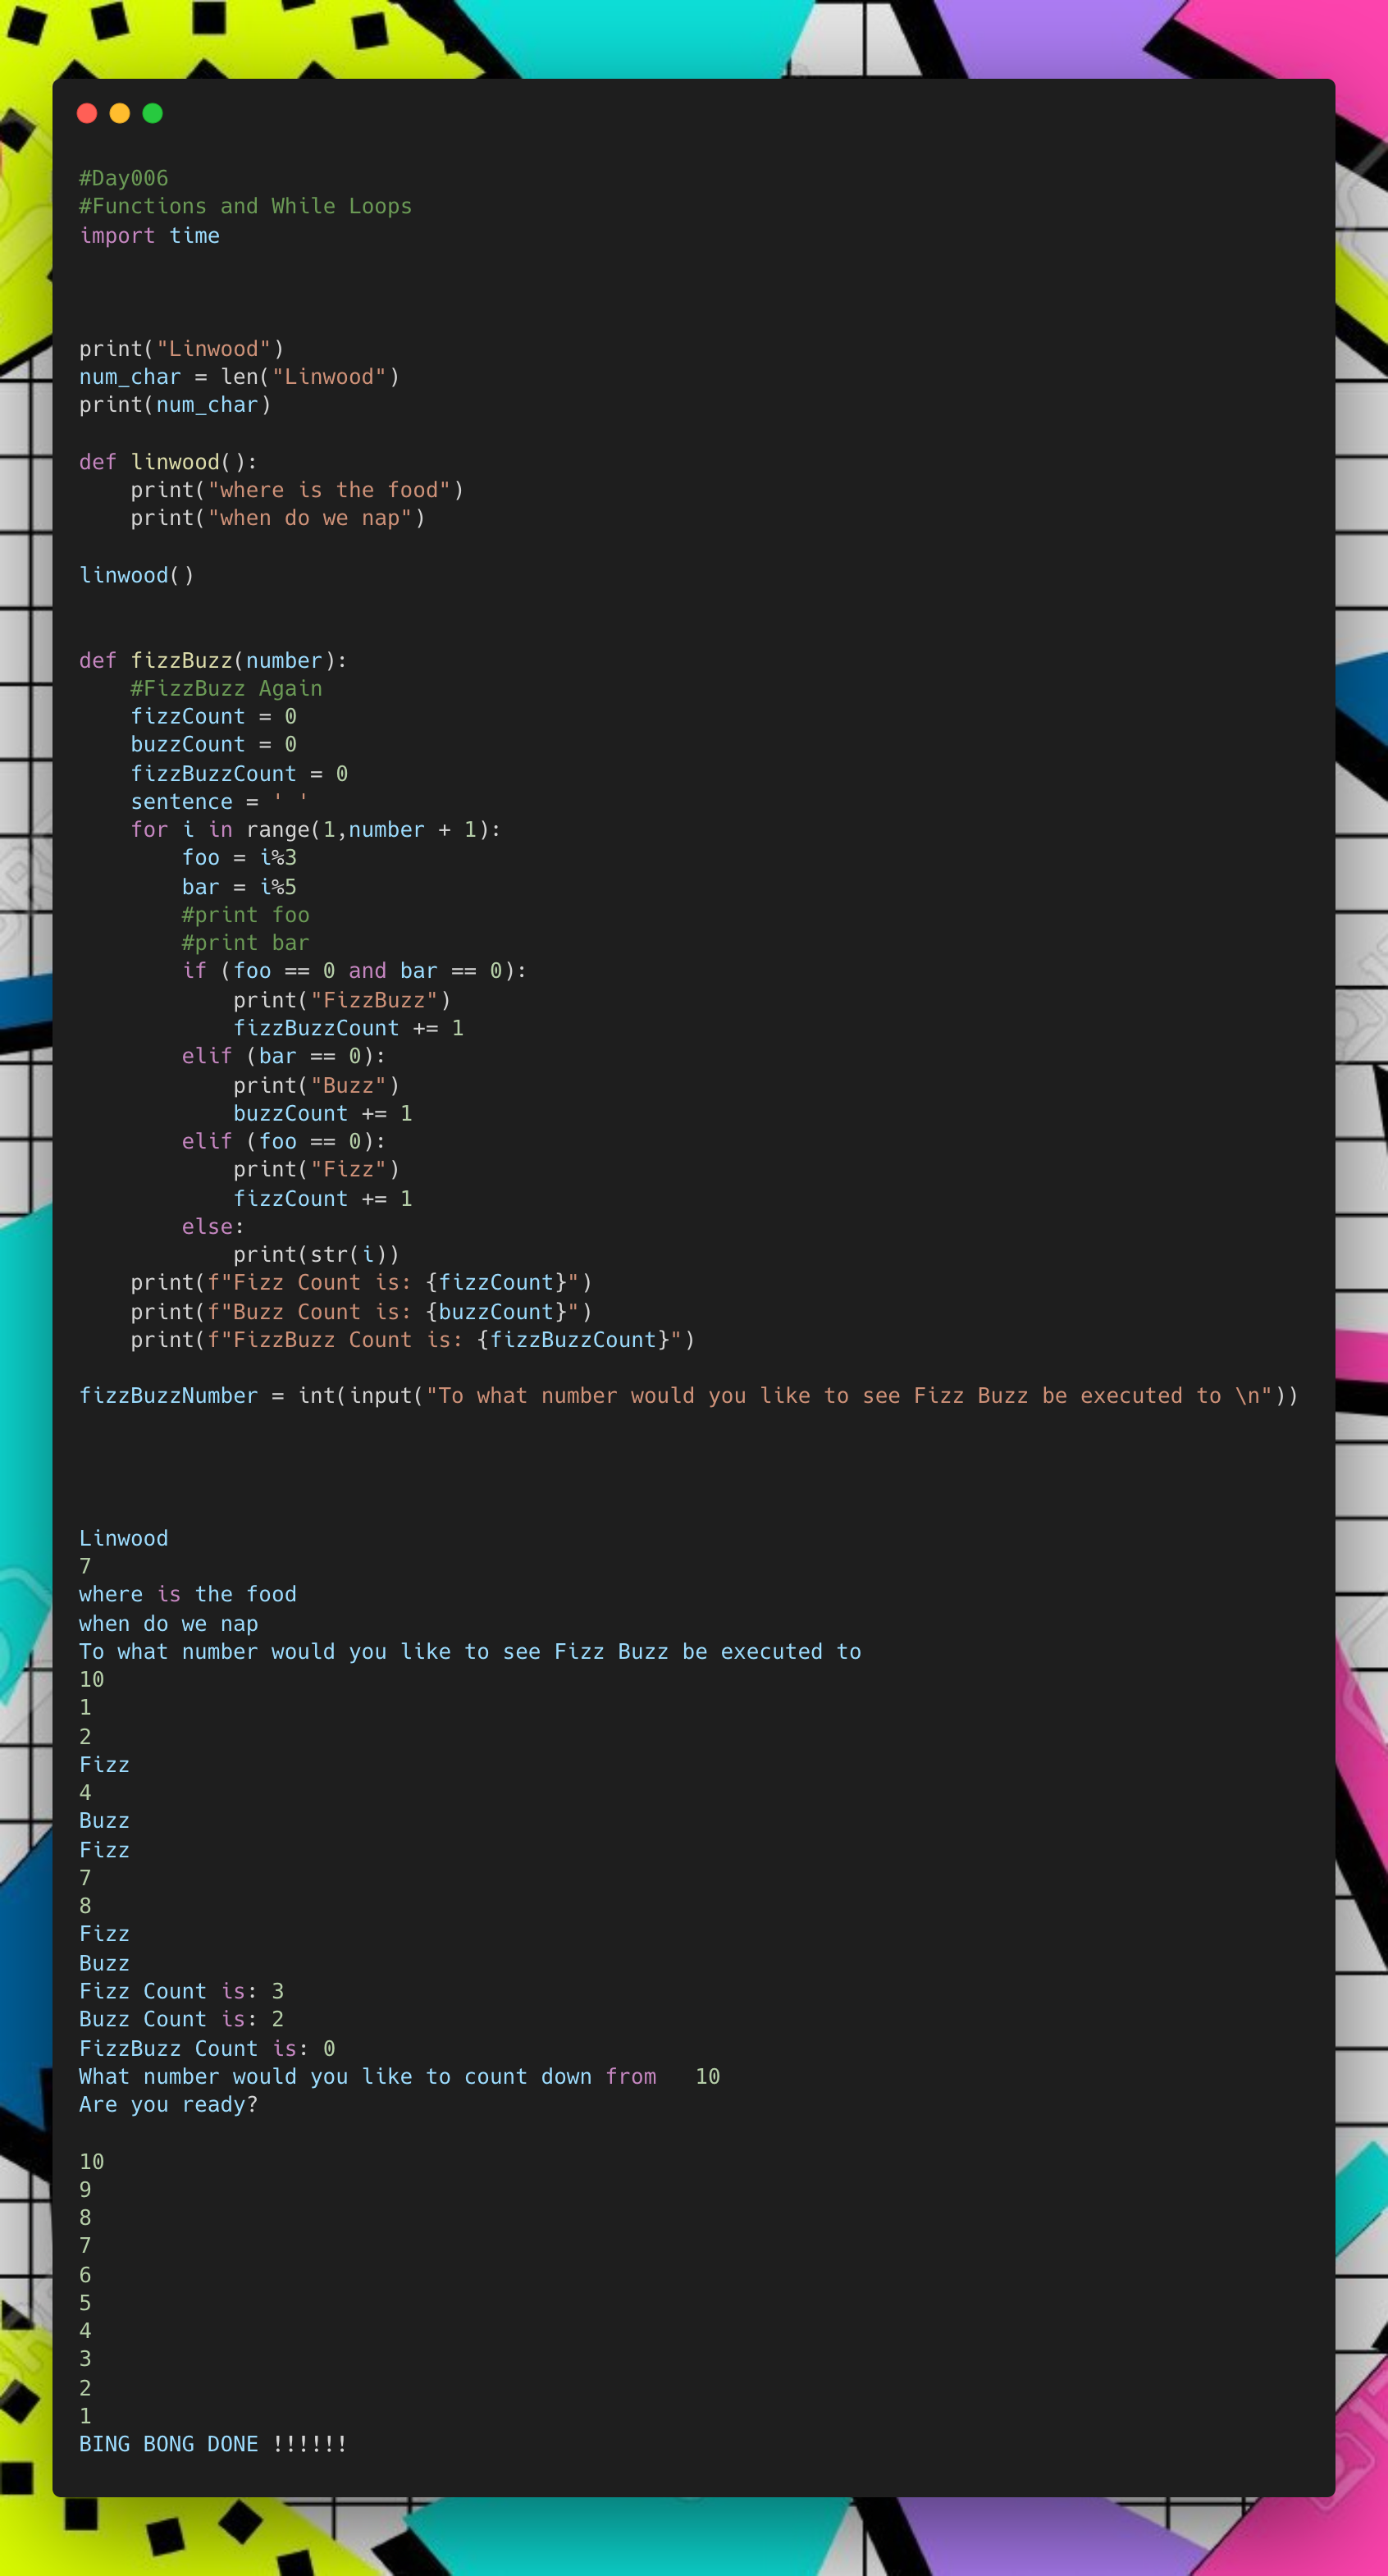 #Day006
#Functions and While Loops
import time
print("Linwood")
num_char = len("Linwood")
print(num_char)
def linwood():
    print("where is the food")
    print("when do we nap")
linwood()
def fizzBuzz(number):
    #FizzBuzz Again
    fizzCount = 0
    buzzCount = 0
    fizzBuzzCount = 0
    sentence = ' '
    for i in range(1,number + 1):
        foo = i%3
        bar = i%5
        #print foo
        #print bar
        if (foo == 0 and bar == 0):
            print("FizzBuzz")
            fizzBuzzCount += 1
        elif (bar == 0):
            print("Buzz")
            buzzCount += 1
        elif (foo == 0):
            print("Fizz")
            fizzCount += 1
        else:
            print(str(i))
    print(f"Fizz Count is: {fizzCount}")
    print(f"Buzz Count is: {buzzCount}")
    print(f"FizzBuzz Count is: {fizzBuzzCount}")
fizzBuzzNumber = int(input("To what number would you like to see Fizz Buzz be executed to \n"))
Linwood
7
where is the food
when do we nap
To what number would you like to see Fizz Buzz be executed to
10
1
2
Fizz
4
Buzz
Fizz
7
8
Fizz
Buzz
Fizz Count is: 3
Buzz Count is: 2
FizzBuzz Count is: 0
What number would you like to count down from   10
Are you ready?
10
9
8
7
6
5
4
3
2
1
BING BONG DONE !!!!!!